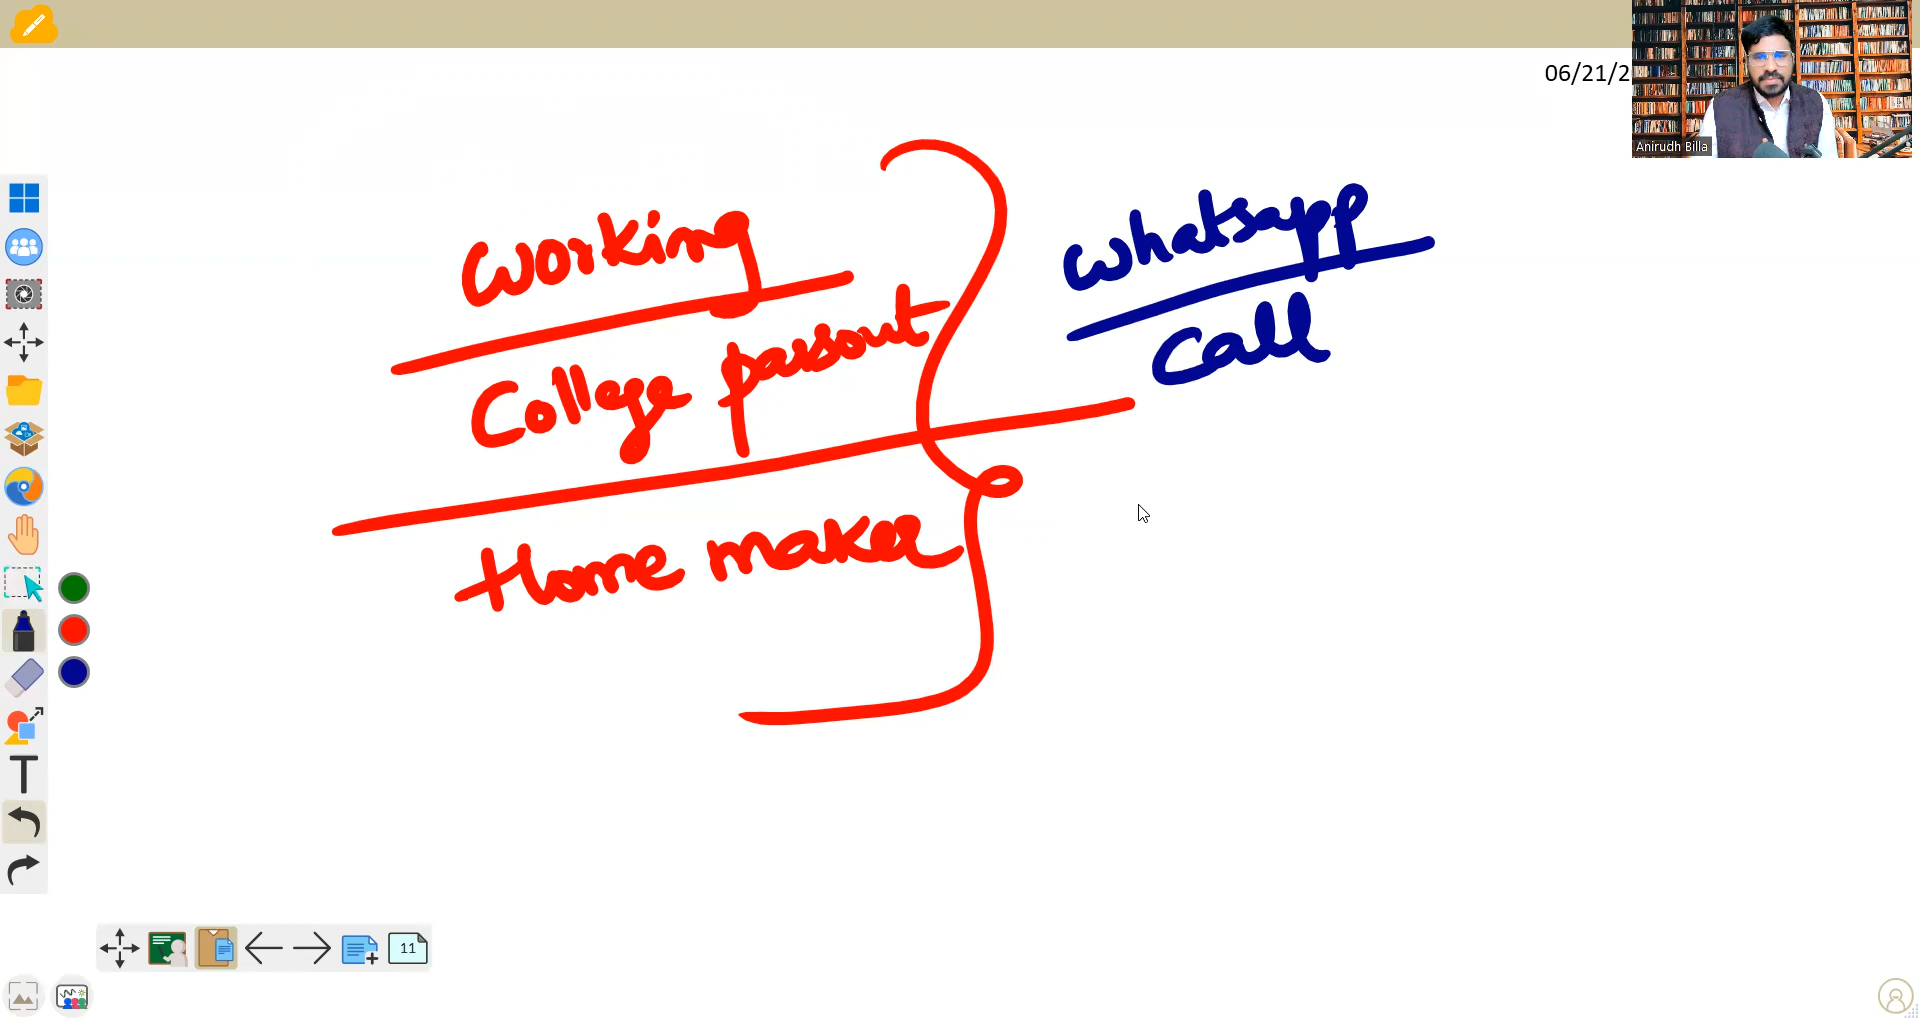 06/21/2
Anirudh Billa
Working
College passout
Home maker
Whatsapp
Call
11